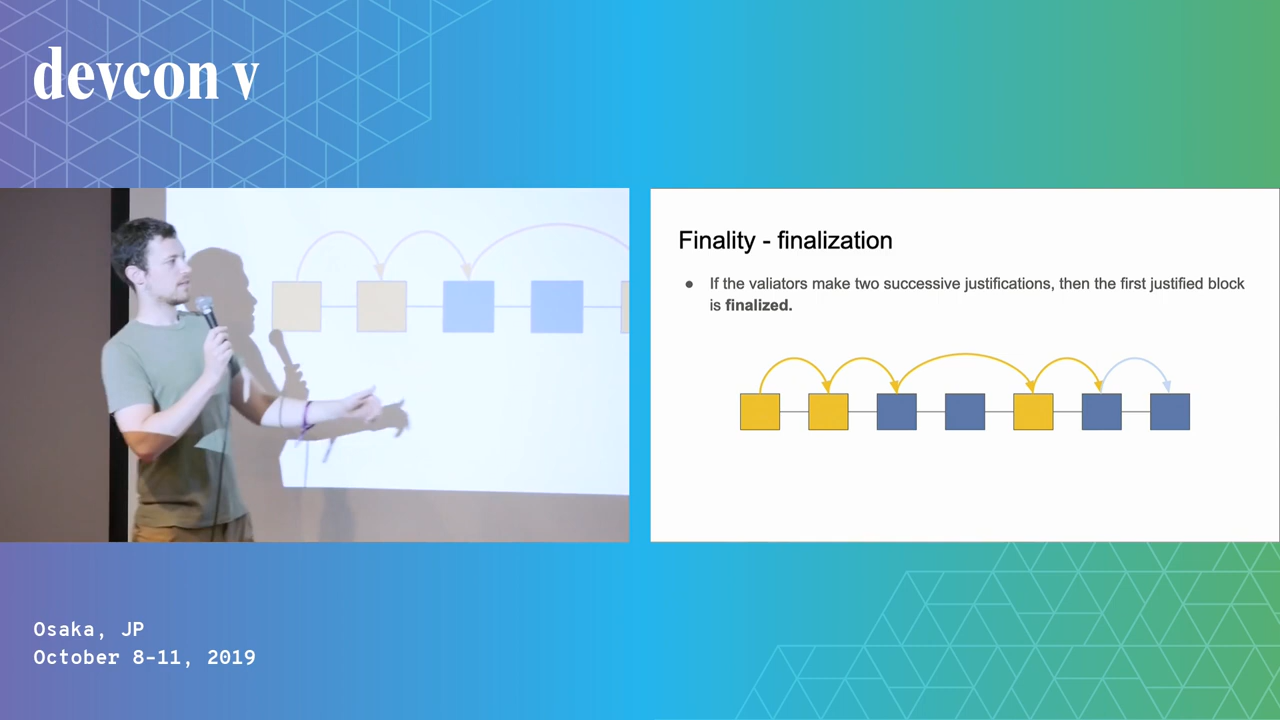 devcon v
Finality - finalization
● If the valiators make two successive justifications, then the first justified block
is finalized.
Osaka, JP
October 8-11, 2019